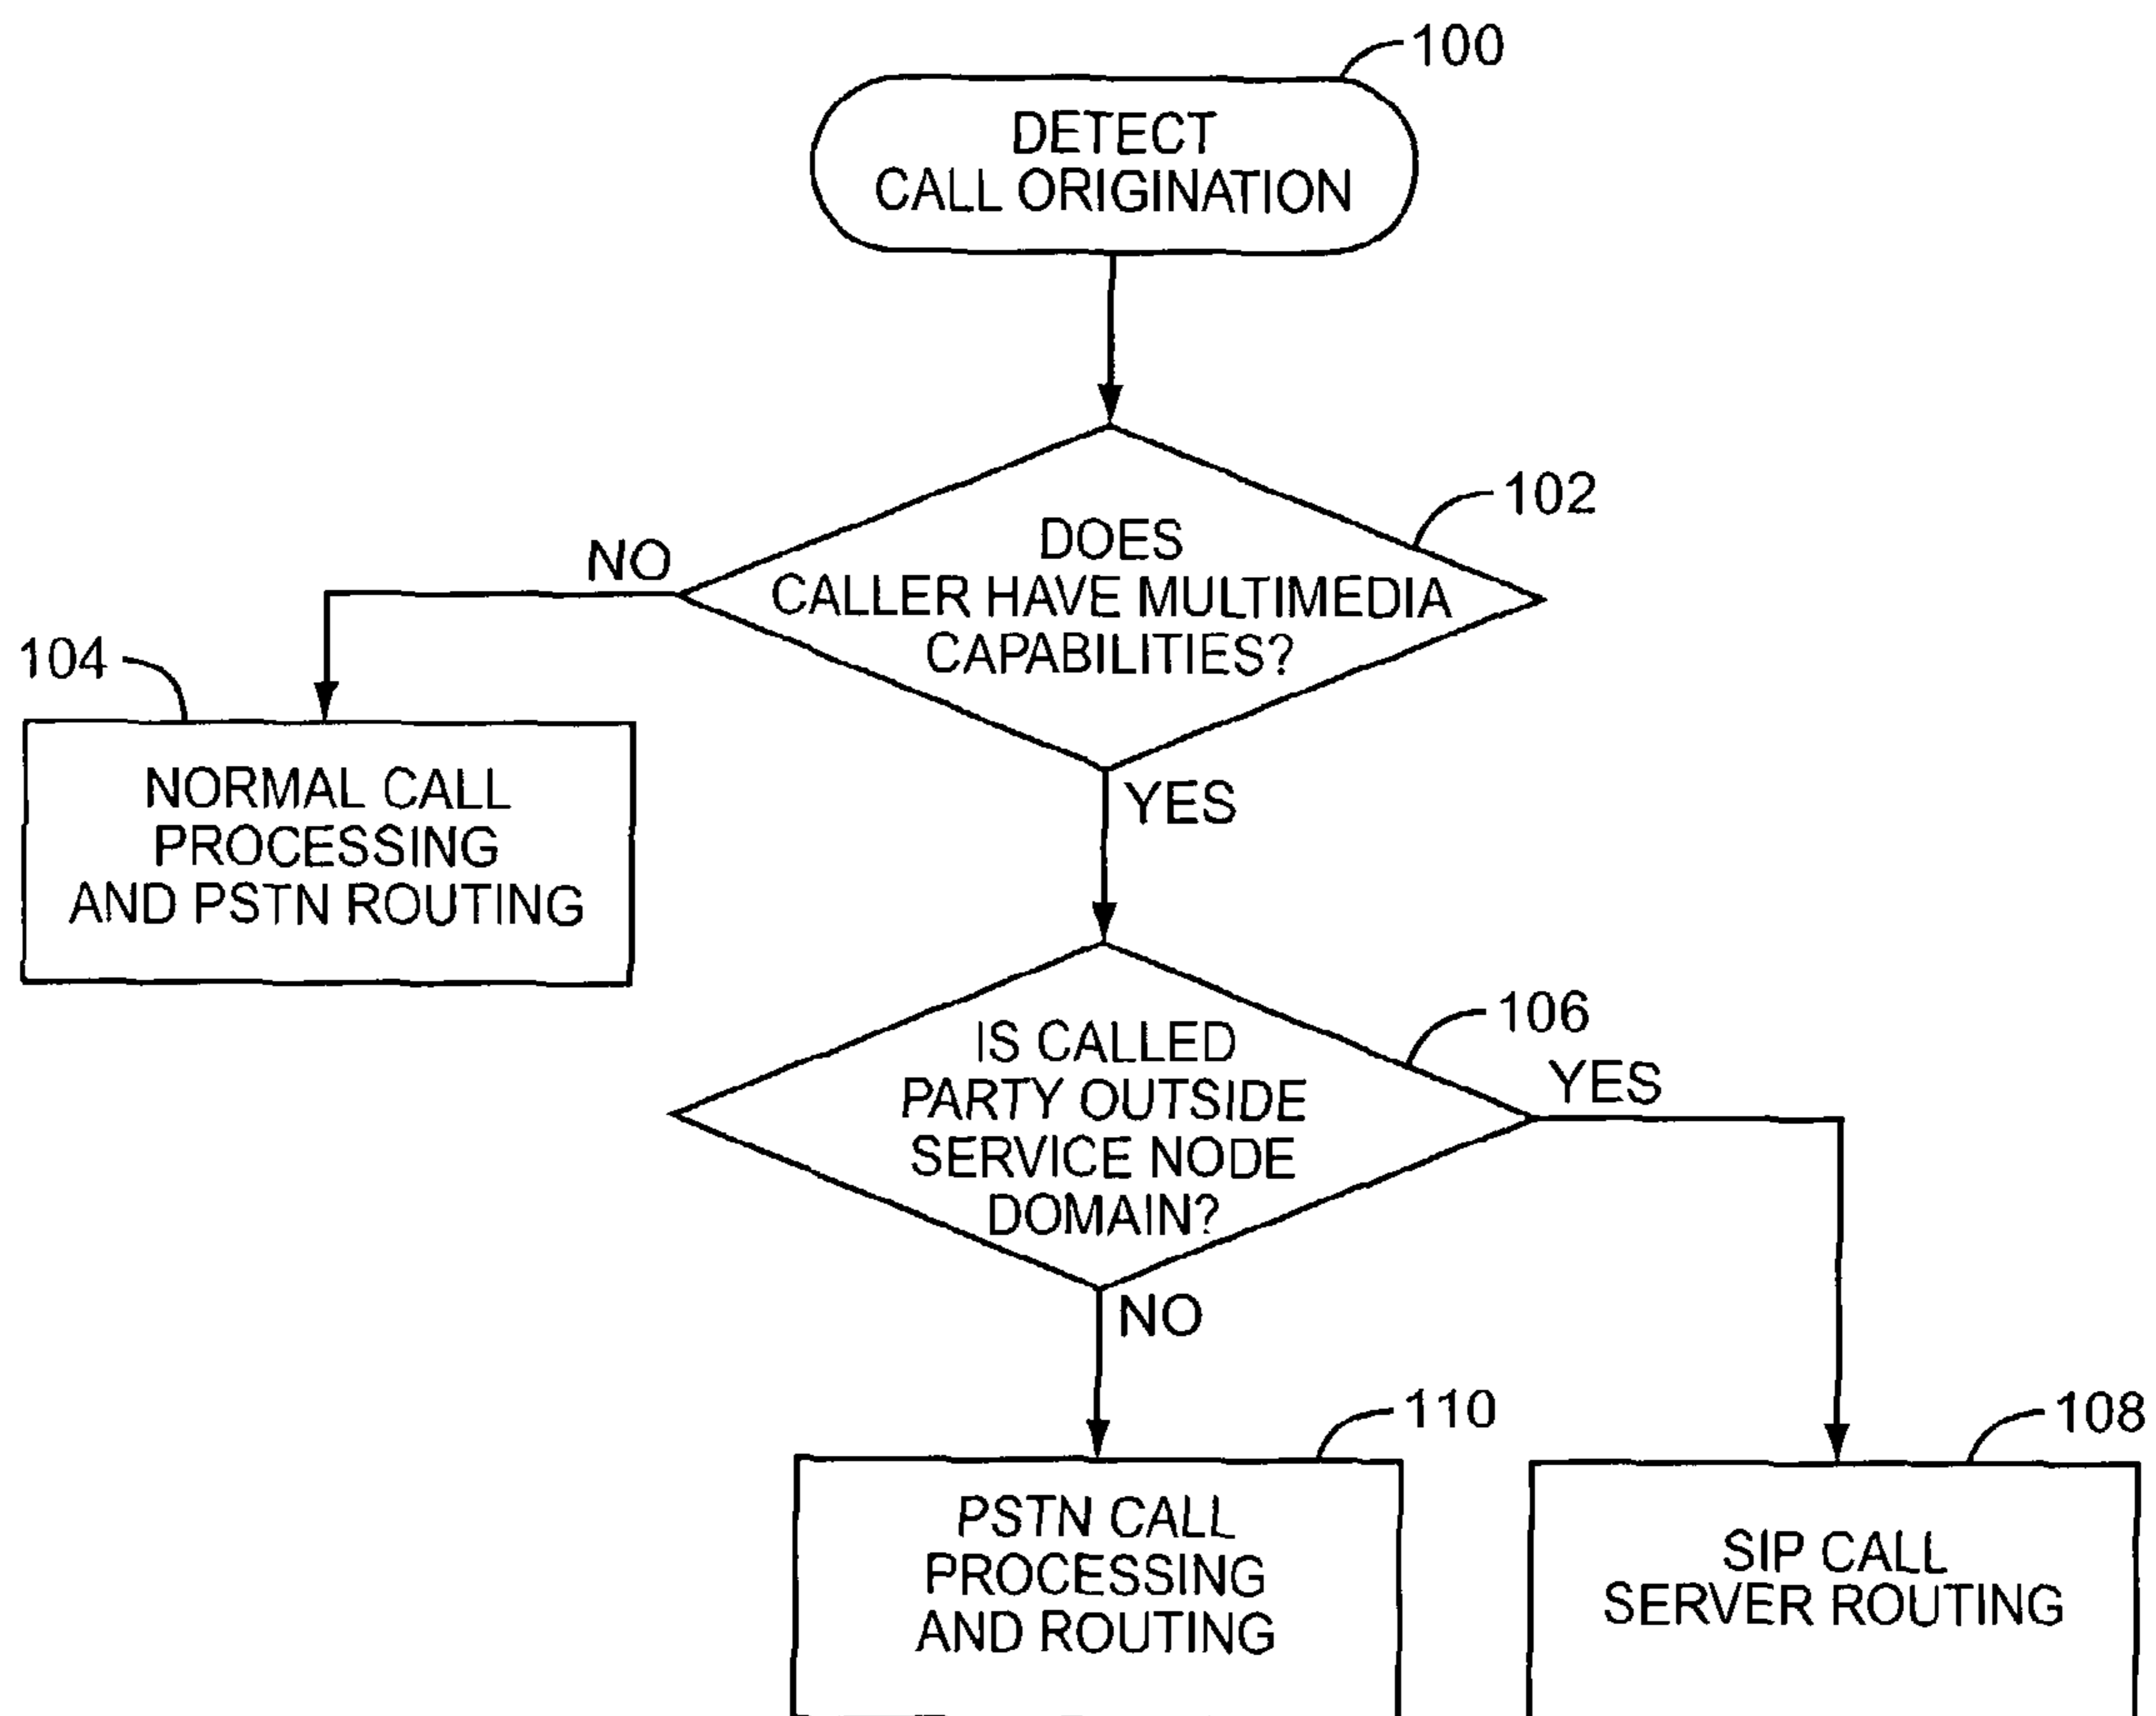 100
DETECT
CALL ORIGINATION
102
DOES
CALLER HAVE MULTIMEDIA
CAPABILITIES?
NO
104
NORMAL CALL
PROCESSING
AND PSTN ROUTING
YES
106
IS CALLED
PARTY OUTSIDE
SERVICE NODE
DOMAIN?
YES
NO
110
PSTN CALL
PROCESSING
AND ROUTING
108
SIP CALL
SERVER ROUTING